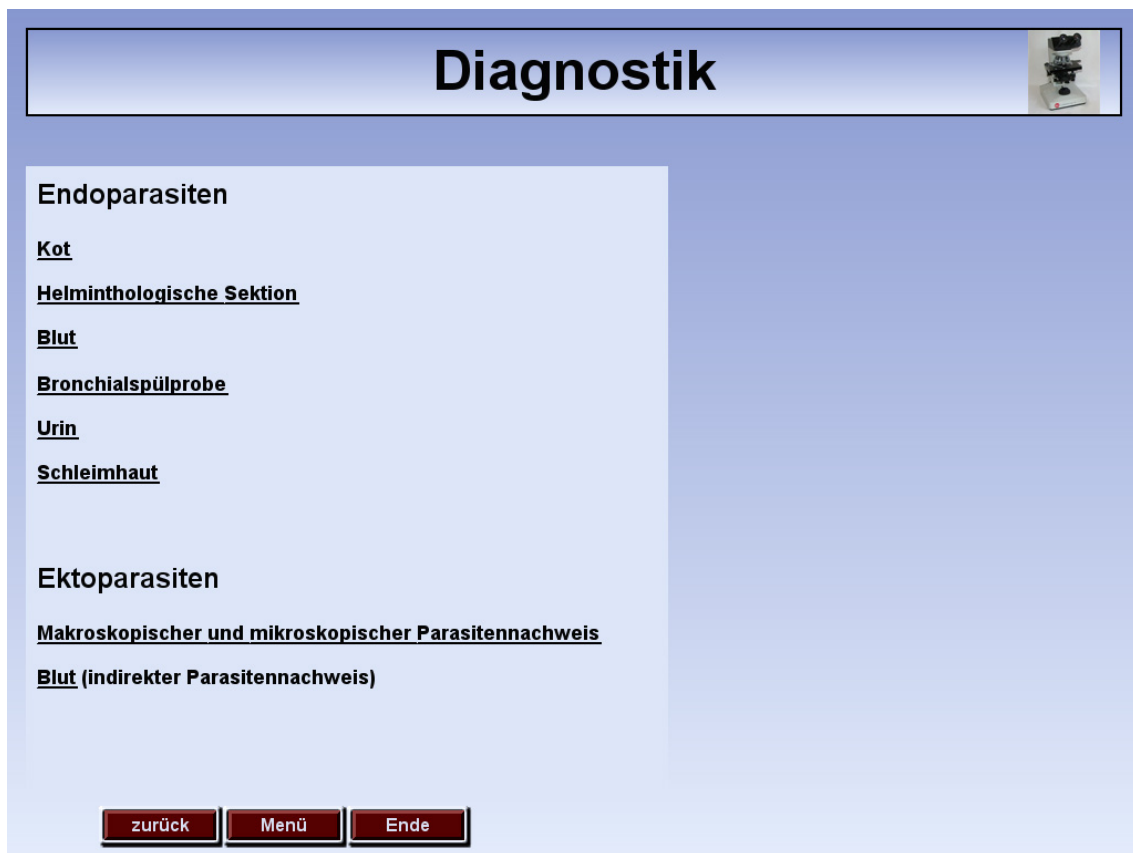 Diagnostik
Endoparasiten
Kot
Helminthologische Sektion
Blut
Bronchialspülprobe
Urin
Schleimhaut
Ektoparasiten
Makroskopischer und mikroskopischer Parasitennachweis
Blut (indirekter Parasitennachweis)
zurück Menü Ende